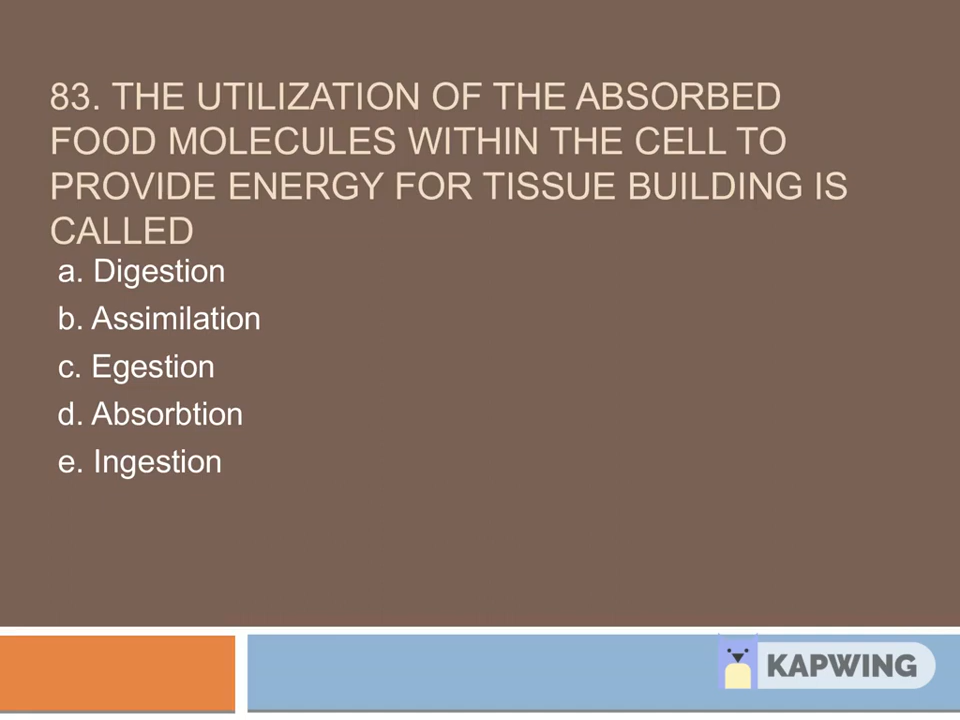 83. THE UTILIZATION OF THE ABSORBED
FOOD MOLECULES WITHIN THE CELL TO
PROVIDE ENERGY FOR TISSUE BUILDING IS
CALLED
a. Digestion
b. Assimilation
c. Egestion
d. Absorbtion
e. Ingestion
KAPWING